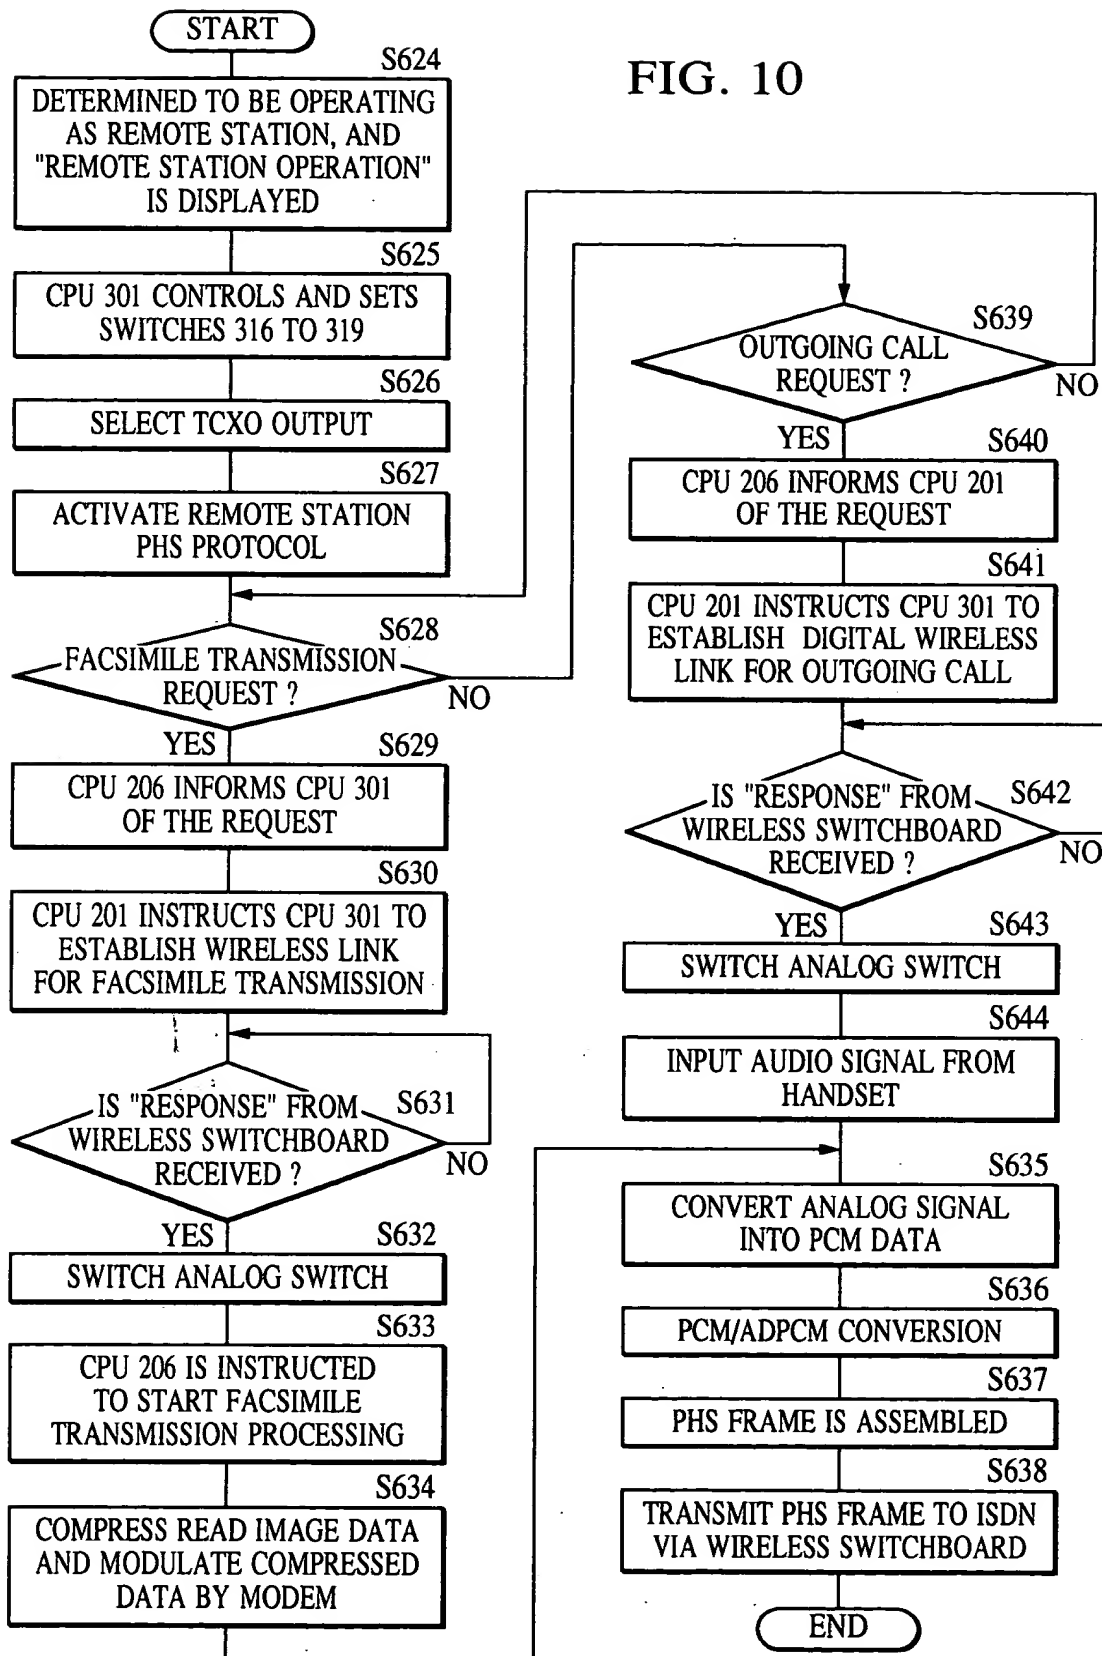 FIG. 10
START
S624
DETERMINED TO BE OPERATING
AS REMOTE STATION, AND
"REMOTE STATION OPERATION"
IS DISPLAYED
S625
CPU 301 CONTROLS AND SETS
SWITCHES 316 TO 319
S626
SELECT TCXO OUTPUT
S627
ACTIVATE REMOTE STATION
PHS PROTOCOL
S628
FACSIMILE TRANSMISSION
REQUEST ?
NO
YES
S629
CPU 206 INFORMS CPU 301
OF THE REQUEST
S630
CPU 201 INSTRUCTS CPU 301 TO
ESTABLISH WIRELESS LINK
FOR FACSIMILE TRANSMISSION
S631
IS "RESPONSE" FROM
WIRELESS SWITCHBOARD
RECEIVED ?
NO
YES
S632
SWITCH ANALOG SWITCH
S633
CPU 206 IS INSTRUCTED
TO START FACSIMILE
TRANSMISSION PROCESSING
S634
COMPRESS READ IMAGE DATA
AND MODULATE COMPRESSED
DATA BY MODEM
S639
OUTGOING CALL
REQUEST ?
NO
YES
S640
CPU 206 INFORMS CPU 201
OF THE REQUEST
S641
CPU 201 INSTRUCTS CPU 301 TO
ESTABLISH DIGITAL WIRELESS
LINK FOR OUTGOING CALL
S642
IS "RESPONSE" FROM
WIRELESS SWITCHBOARD
RECEIVED ?
NO
YES
S643
SWITCH ANALOG SWITCH
S644
INPUT AUDIO SIGNAL FROM
HANDSET
S635
CONVERT ANALOG SIGNAL
INTO PCM DATA
S636
PCM/ADPCM CONVERSION
S637
PHS FRAME IS ASSEMBLED
S638
TRANSMIT PHS FRAME TO ISDN
VIA WIRELESS SWITCHBOARD
END